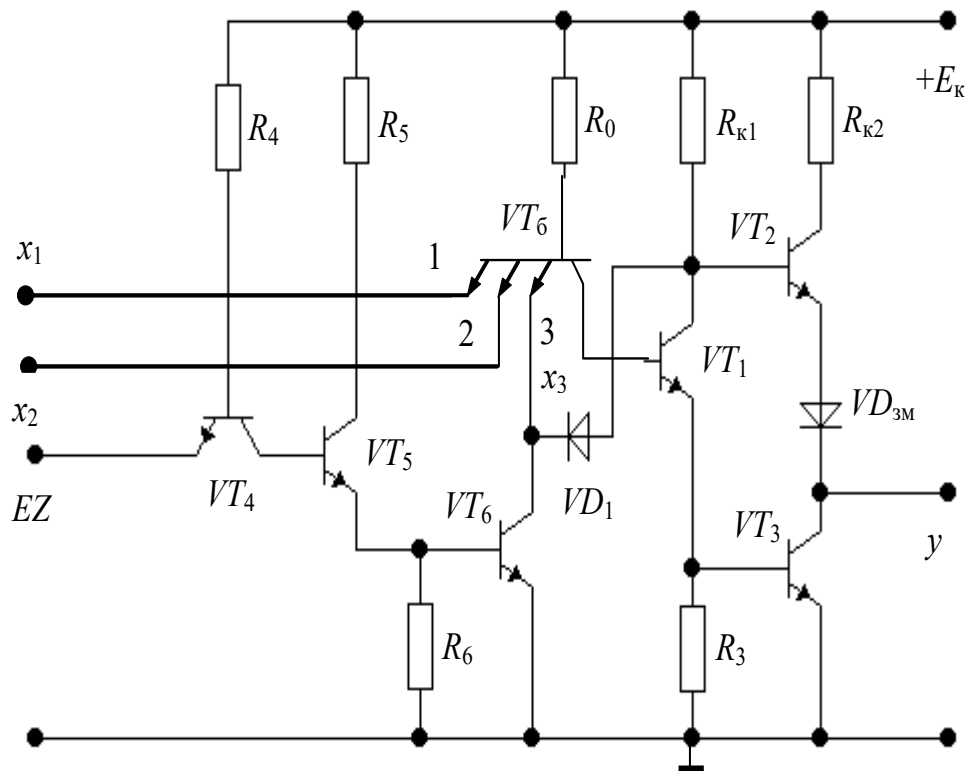 +Eк
R4
R5
R0
Rк1
Rк2
VTб
VT2
x1
1
2
3
x3
VT1
x2
VDзм
VT5
EZ
VT4
VT6
VD1
VT3
y
R6
R3